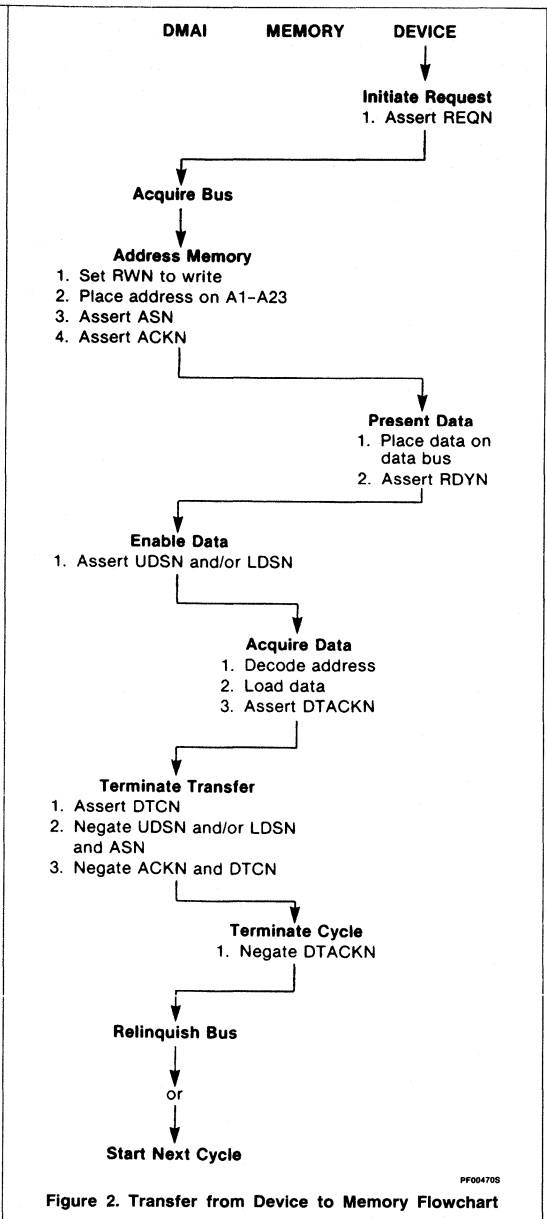 DMAI MEMORY DEVICE
Initiate Request
1. Assert REQN
Acquire Bus
Address Memory
1. Set RWN to write
2. Place address on A1–A23
3. Assert ASN
4. Assert ACKN
Present Data
1. Place data on
data bus
2. Assert RDYN
Enable Data
1. Assert UDSN and/or LDSN
Acquire Data
1. Decode address
2. Load data
3. Assert DTACKN
Terminate Transfer
1. Assert DTCN
2. Negate UDSN and/or LDSN
and ASN
3. Negate ACKN and DTCN
Terminate Cycle
1. Negate DTACKN
Relinquish Bus
or
Start Next Cycle
PF00470S
Figure 2. Transfer from Device to Memory Flowchart